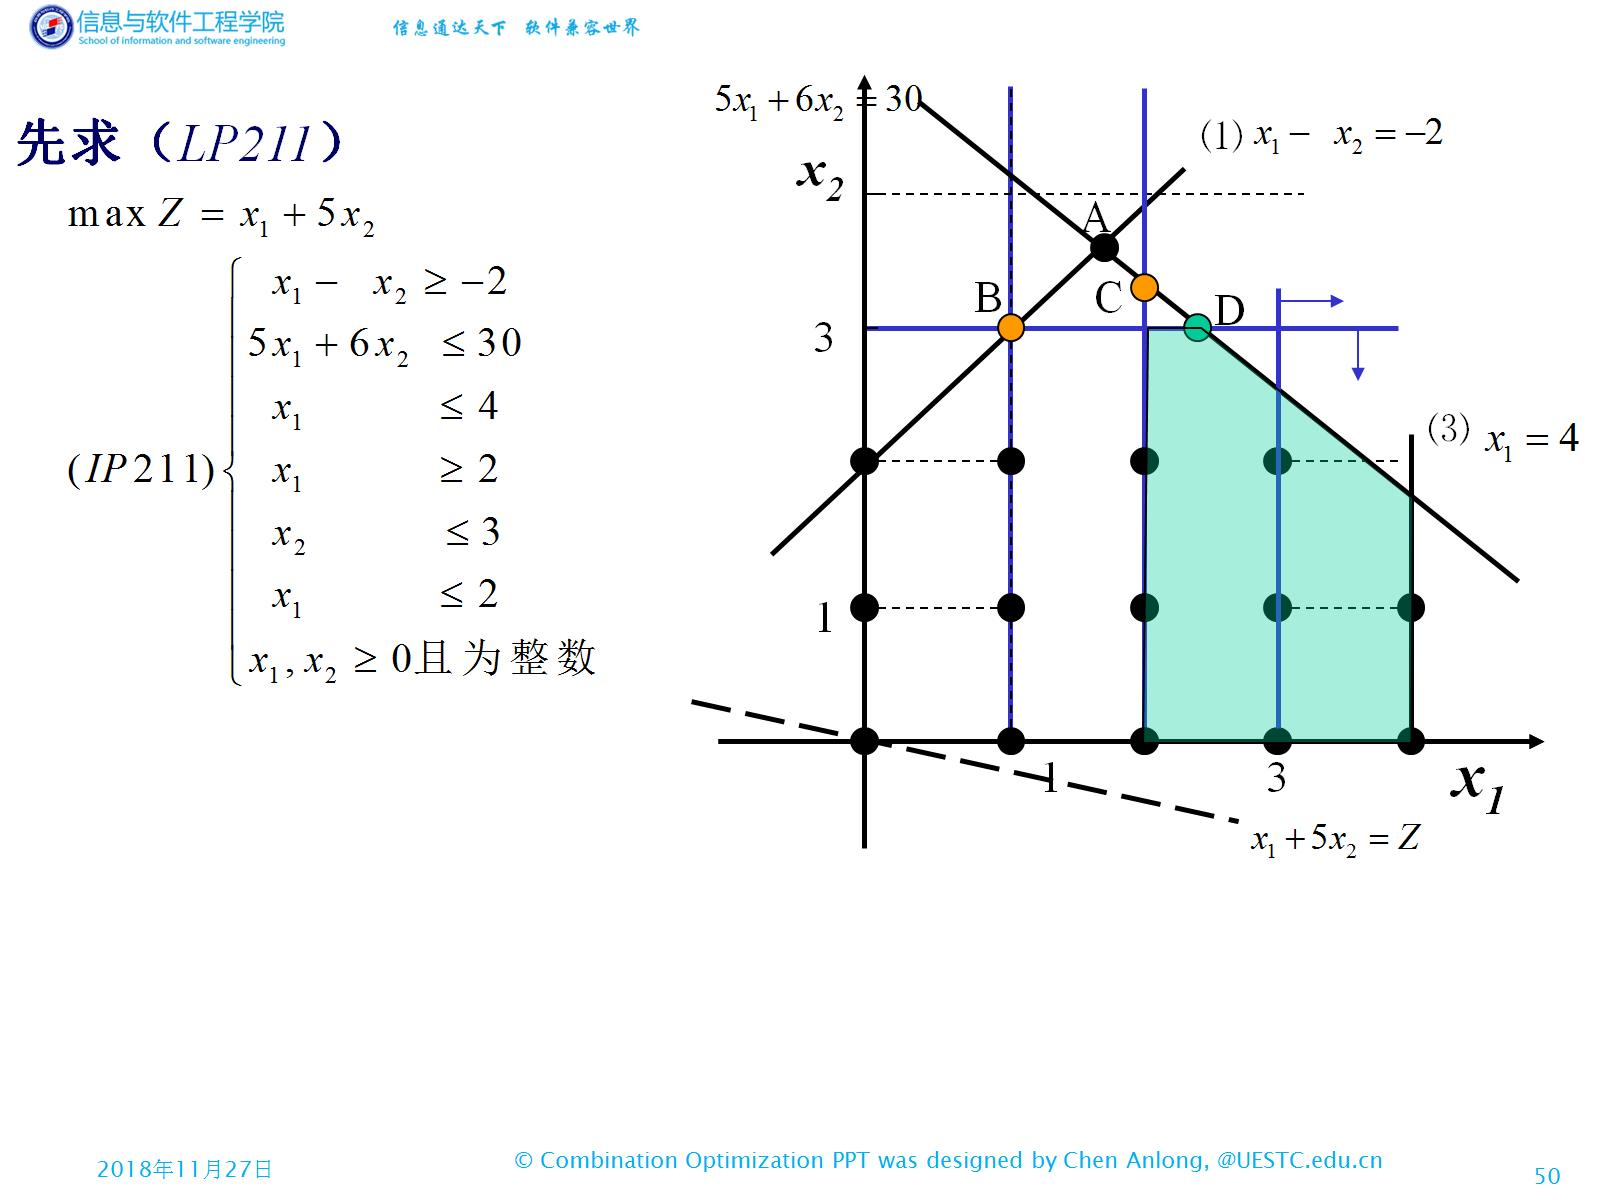 信息与软件工程学院
School of information and software engineering
信息通达天下 软件兼容世界
先求（LP211）
max Z = x₁ + 5x₂
(IP211)
x₁ − x₂ ≥ −2
5x₁ + 6x₂ ≤ 30
x₁ ≤ 4
x₁ ≥ 2
x₂ ≤ 3
x₁ ≤ 2
x₁, x₂ ≥ 0且为整数
5x₁ + 6x₂ = 30
(1) x₁ − x₂ = −2
x₂
A
B
C
D
3
(3) x₁ = 4
1
1
3
x₁
x₁ + 5x₂ = Z
2018年11月27日
© Combination Optimization PPT was designed by Chen Anlong, @UESTC.edu.cn
50